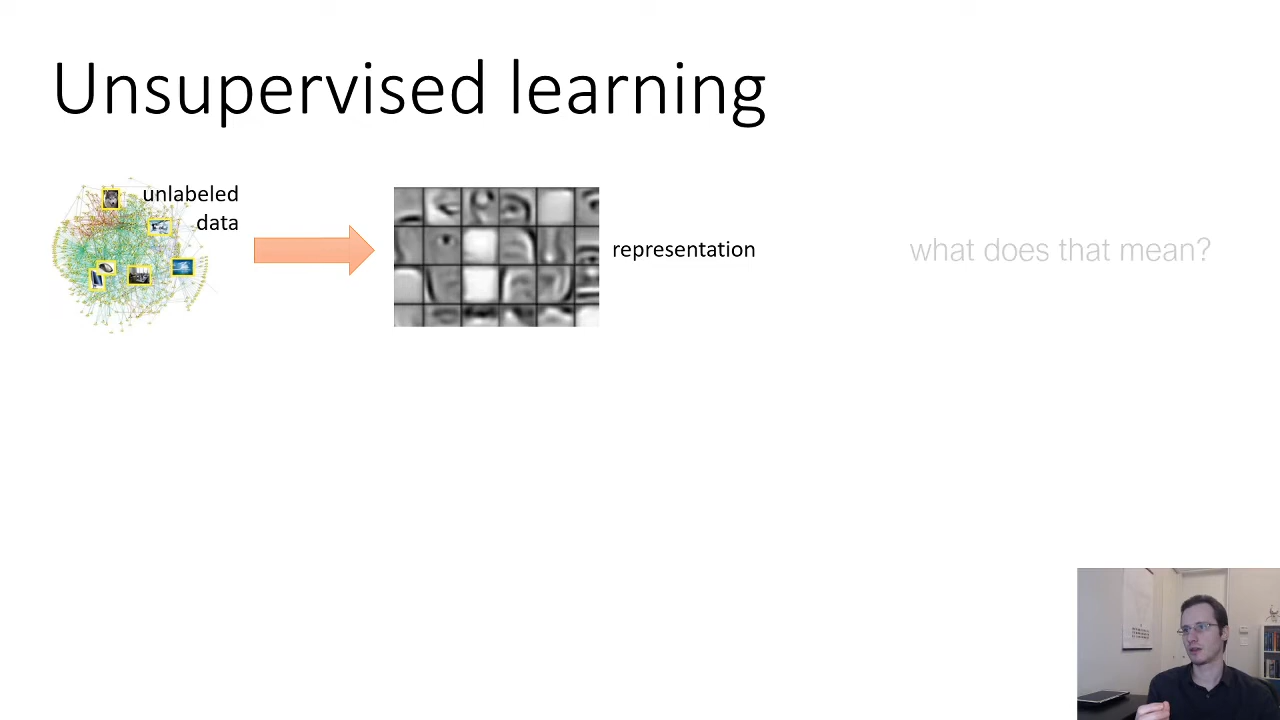 Unsupervised learning
unlabeled
data
representation
what does that mean?